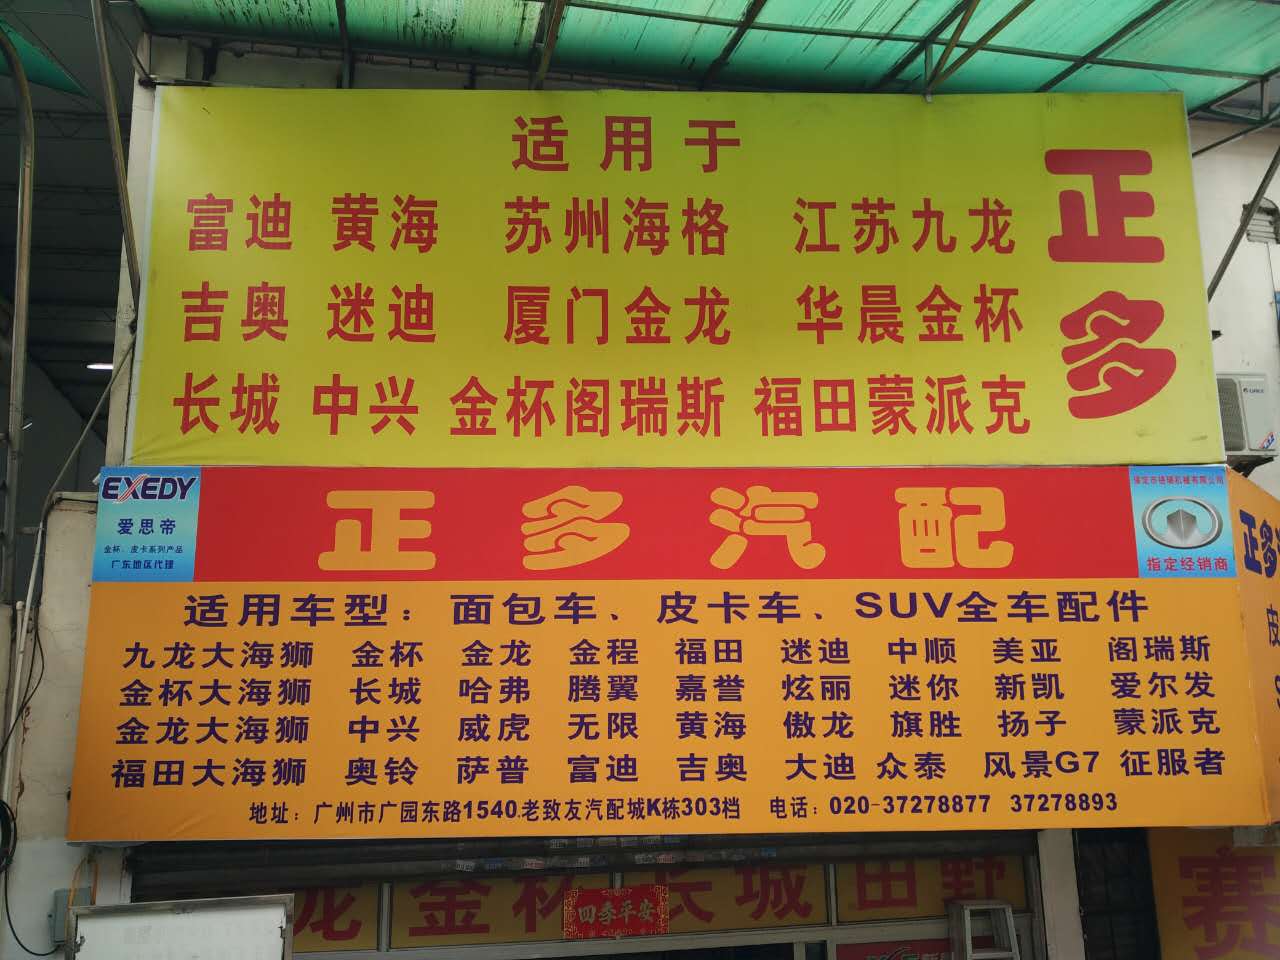 适用于
富迪 黄海 苏州海格 江苏九龙
吉奥 迷迪 厦门金龙 华晨金杯
长城 中兴 金杯阁瑞斯 福田蒙派克
正多
EXEDY
爱思帝
金杯、皮卡系列产品
广东地区代理
正多汽配
指定经销商
适用车型：面包车、皮卡车、SUV全车配件
九龙大海狮 金杯 金龙 金程 福田 迷迪 中顺 美亚 阁瑞斯
金杯大海狮 长城 哈弗 腾翼 嘉誉 炫丽 迷你 新凯 爱尔发
金龙大海狮 中兴 威虎 无限 黄海 傲龙 旗胜 扬子 蒙派克
福田大海狮 奥铃 萨普 富迪 吉奥 大迪 众泰 风景G7 征服者
地址：广州市广园东路1540.老致友汽配城K栋303档 电话：020-37278877 37278893
正多
皮
龙金杯长城田野
四季平安
赛